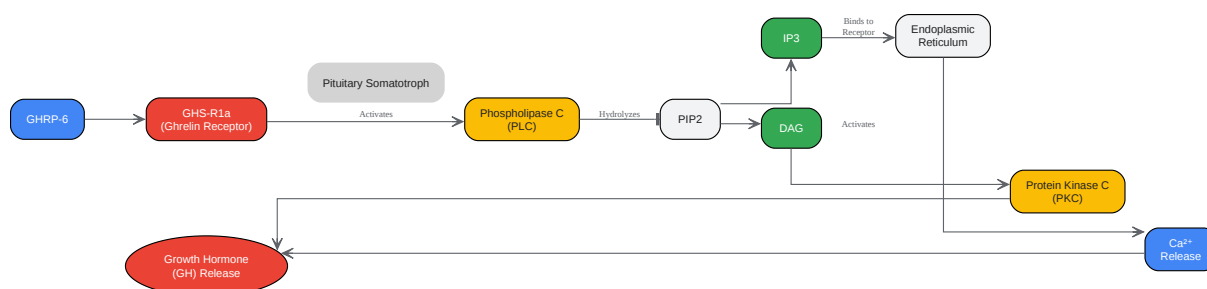 GHRP-6
GHS-R1a
(Ghrelin Receptor)
Pituitary Somatotroph
Activates
Phospholipase C
(PLC)
Hydrolyzes
PIP2
IP3
Binds to
Receptor
Endoplasmic
Reticulum
DAG
Activates
Protein Kinase C
(PKC)
Ca²⁺
Release
Growth Hormone
(GH) Release